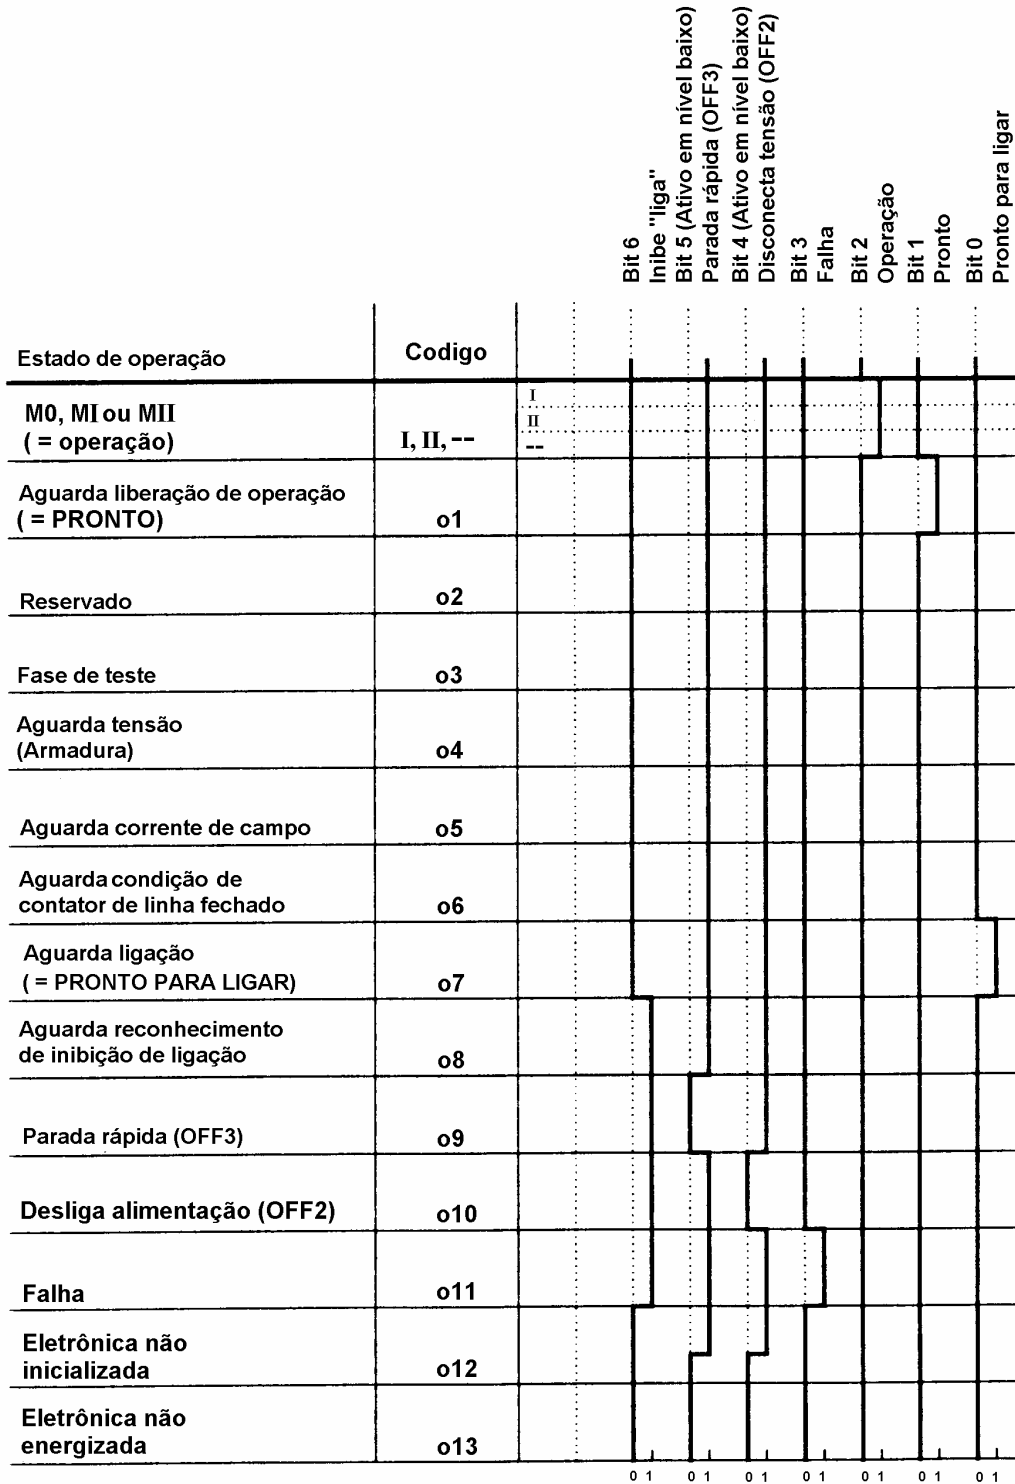 Bit 6
Inibe "liga"
Bit 5 (Ativo em nível baixo)
Parada rápida (OFF3)
Bit 4 (Ativo em nível baixo)
Disconecta tensão (OFF2)
Bit 3
Falha
Bit 2
Operação
Bit 1
Pronto
Bit 0
Pronto para ligar
Estado de operação
Codigo
M0, MI ou MII
( = operação)
I, II, --
I
II
--
Aguarda liberação de operação
( = PRONTO)
o1
Reservado
o2
Fase de teste
o3
Aguarda tensão
(Armadura)
o4
Aguarda corrente de campo
o5
Aguarda condição de
contator de linha fechado
o6
Aguarda ligação
( = PRONTO PARA LIGAR)
o7
Aguarda reconhecimento
de inibição de ligação
o8
Parada rápida (OFF3)
o9
Desliga alimentação (OFF2)
o10
Falha
o11
Eletrônica não
inicializada
o12
Eletrônica não
energizada
o13
0 1 0 1 0 1 0 1 0 1 0 1 0 1